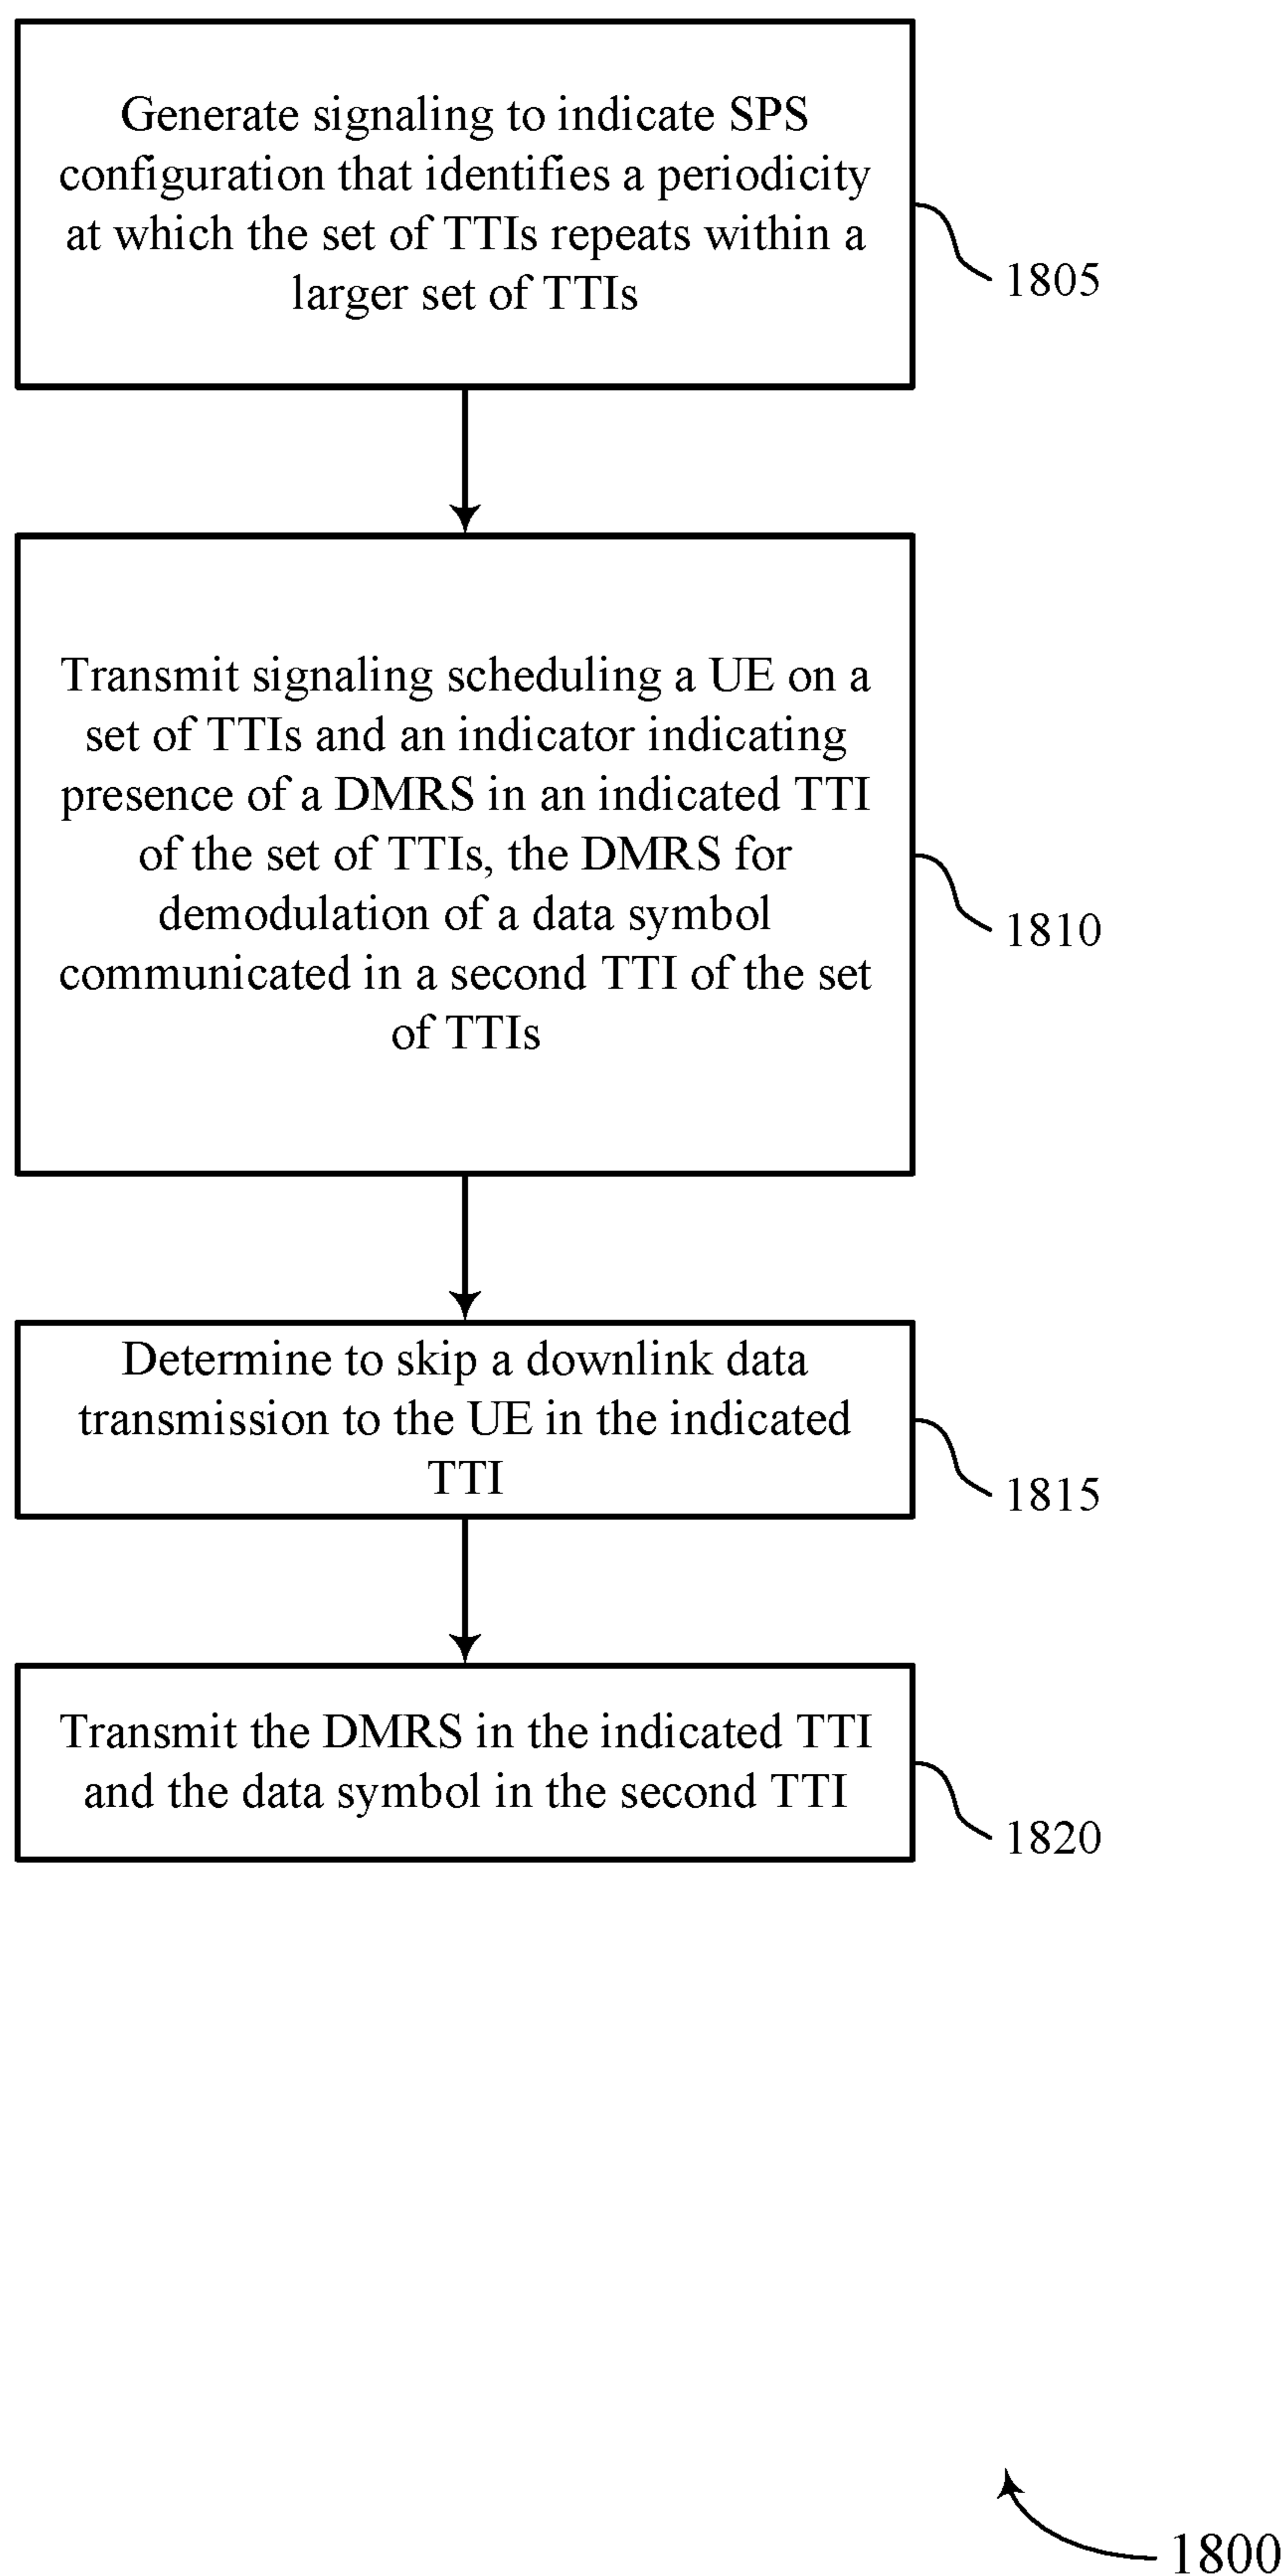 Generate signaling to indicate SPS
configuration that identifies a periodicity
at which the set of TTIs repeats within a
larger set of TTIs
1805
Transmit signaling scheduling a UE on a
set of TTIs and an indicator indicating
presence of a DMRS in an indicated TTI
of the set of TTIs, the DMRS for
demodulation of a data symbol
communicated in a second TTI of the set
of TTIs
1810
Determine to skip a downlink data
transmission to the UE in the indicated
TTI
1815
Transmit the DMRS in the indicated TTI
and the data symbol in the second TTI
1820
1800